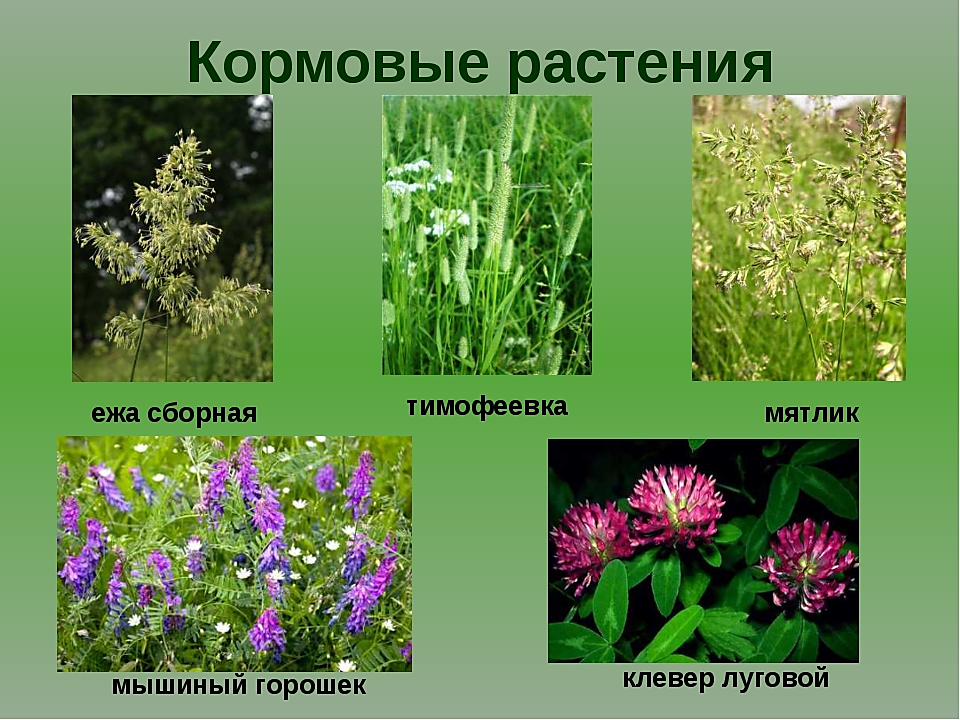 Кормовые растения
ежа сборная
тимофеевка
мятлик
мышиный горошек
клевер луговой